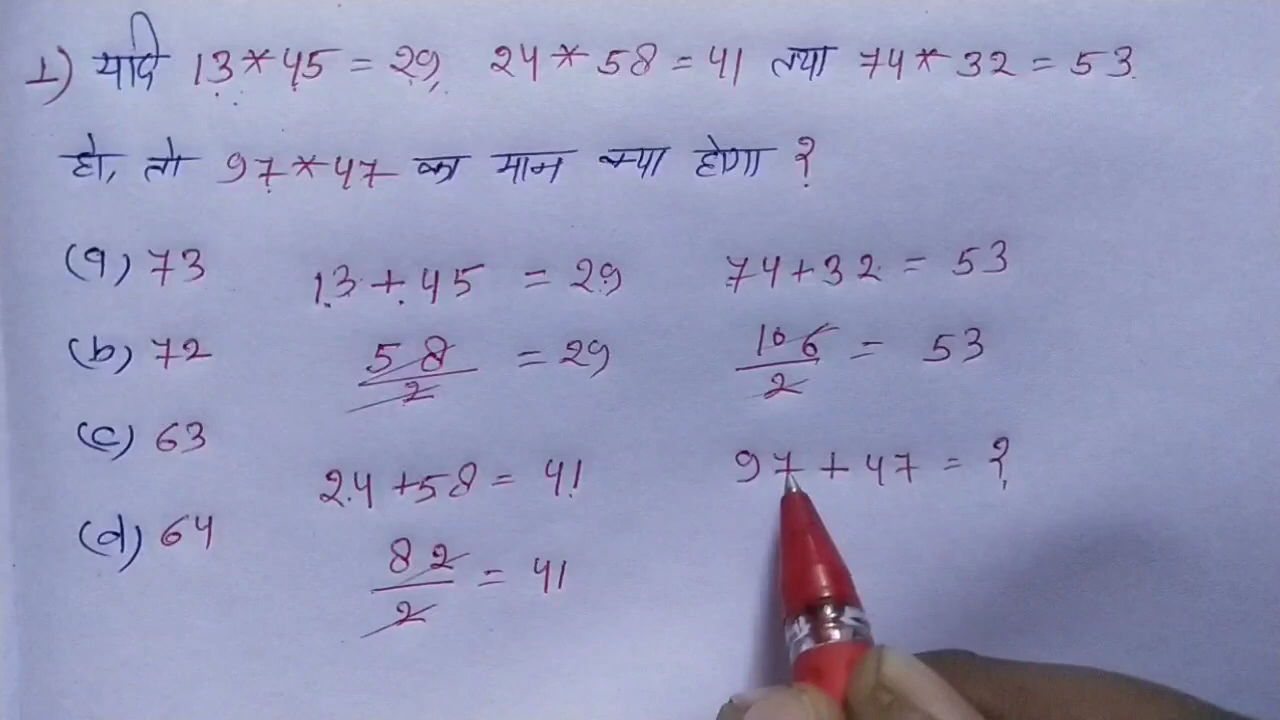 1) यदि 13*45 = 29, 24*58 = 41 तथा 74*32 = 53
हो, तो 97*47 का मान क्या होगा ?
(a) 73
(b) 72
(c) 63
(d) 64
13 + 45 = 29
58/2 = 29
24 + 58 = 41
82/2 = 41
74 + 32 = 53
106/2 = 53
97 + 47 = ?